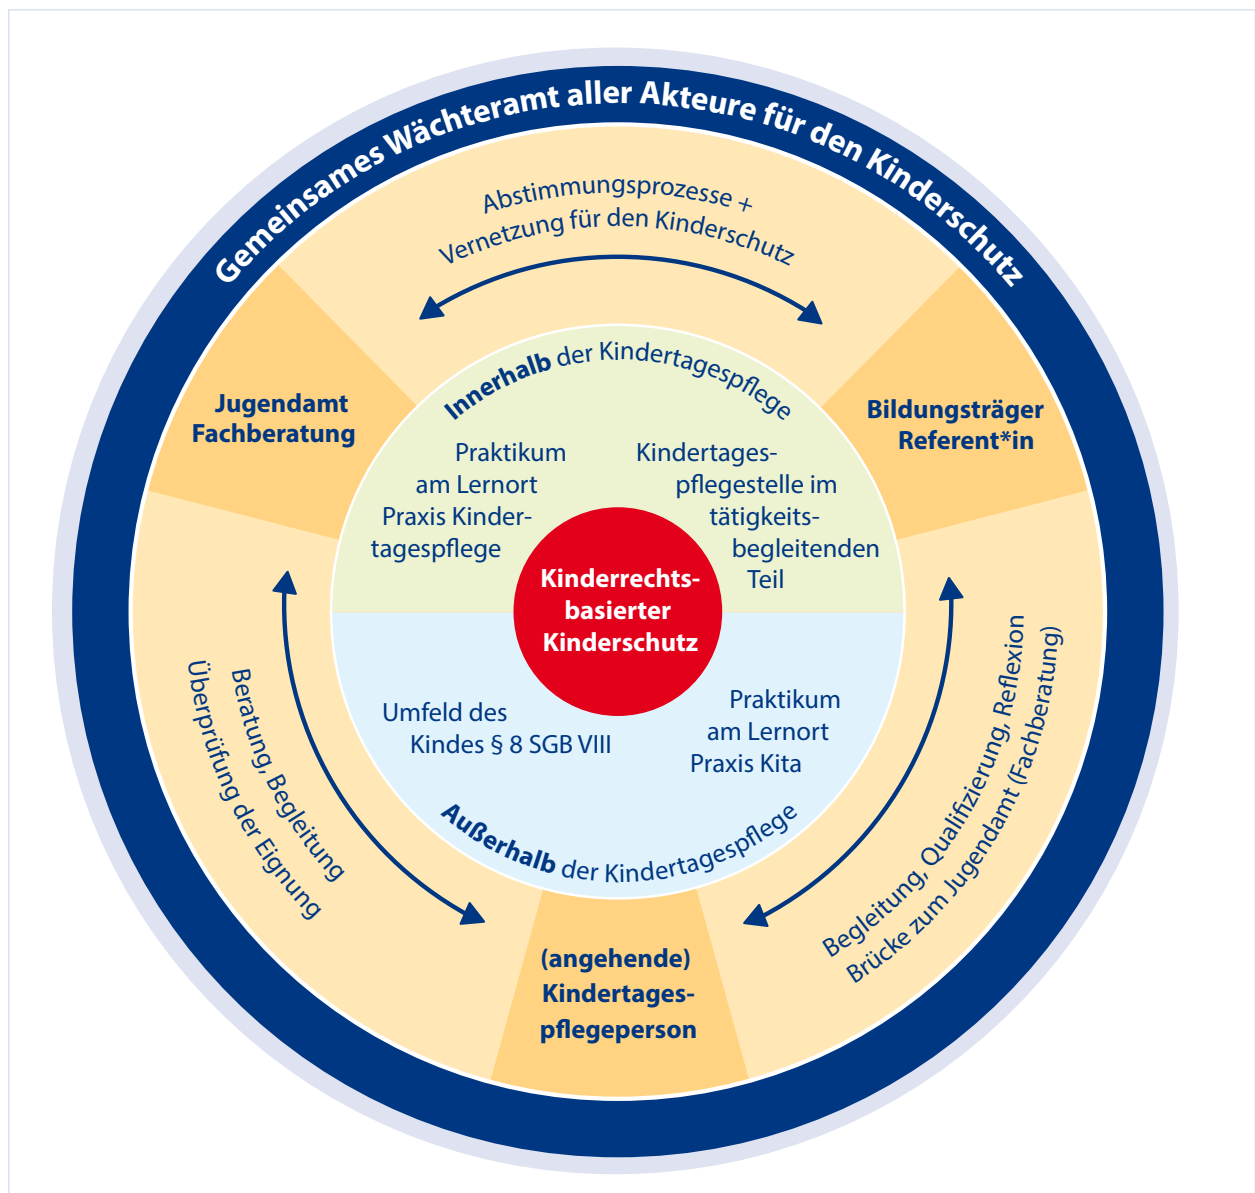 Gemeinsames Wächteramt aller Akteure für den Kinderschutz
Abstimmungsprozesse +
Vernetzung für den Kinderschutz
Jugendamt
Fachberatung
Bildungsträger
Referent*in
Innerhalb der Kindertagespflege
Praktikum
am Lernort
Praxis Kinder-
tagespflege
Kindertages-
pflegestelle im
tätigkeits-
begleitenden
Teil
Kinderrechts-
basierter
Kinderschutz
Umfeld des
Kindes § 8 SGB VIII
Praktikum
am Lernort
Praxis Kita
Außerhalb der Kindertagespflege
Beratung, Begleitung
Überprüfung der Eignung
Begleitung, Qualifizierung, Reflexion
Brücke zum Jugendamt (Fachberatung)
(angehende)
Kindertages-
pflegeperson